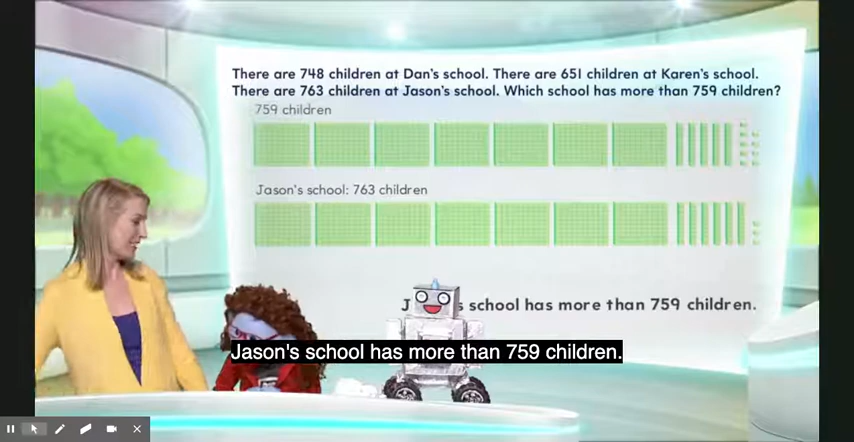 There are 748 children at Dan's school. There are 651 children at Karen's school.
There are 763 children at Jason's school. Which school has more than 759 children?
759 children
Jason's school: 763 children
J s school has more than 759 children.
Jason's school has more than 759 children.